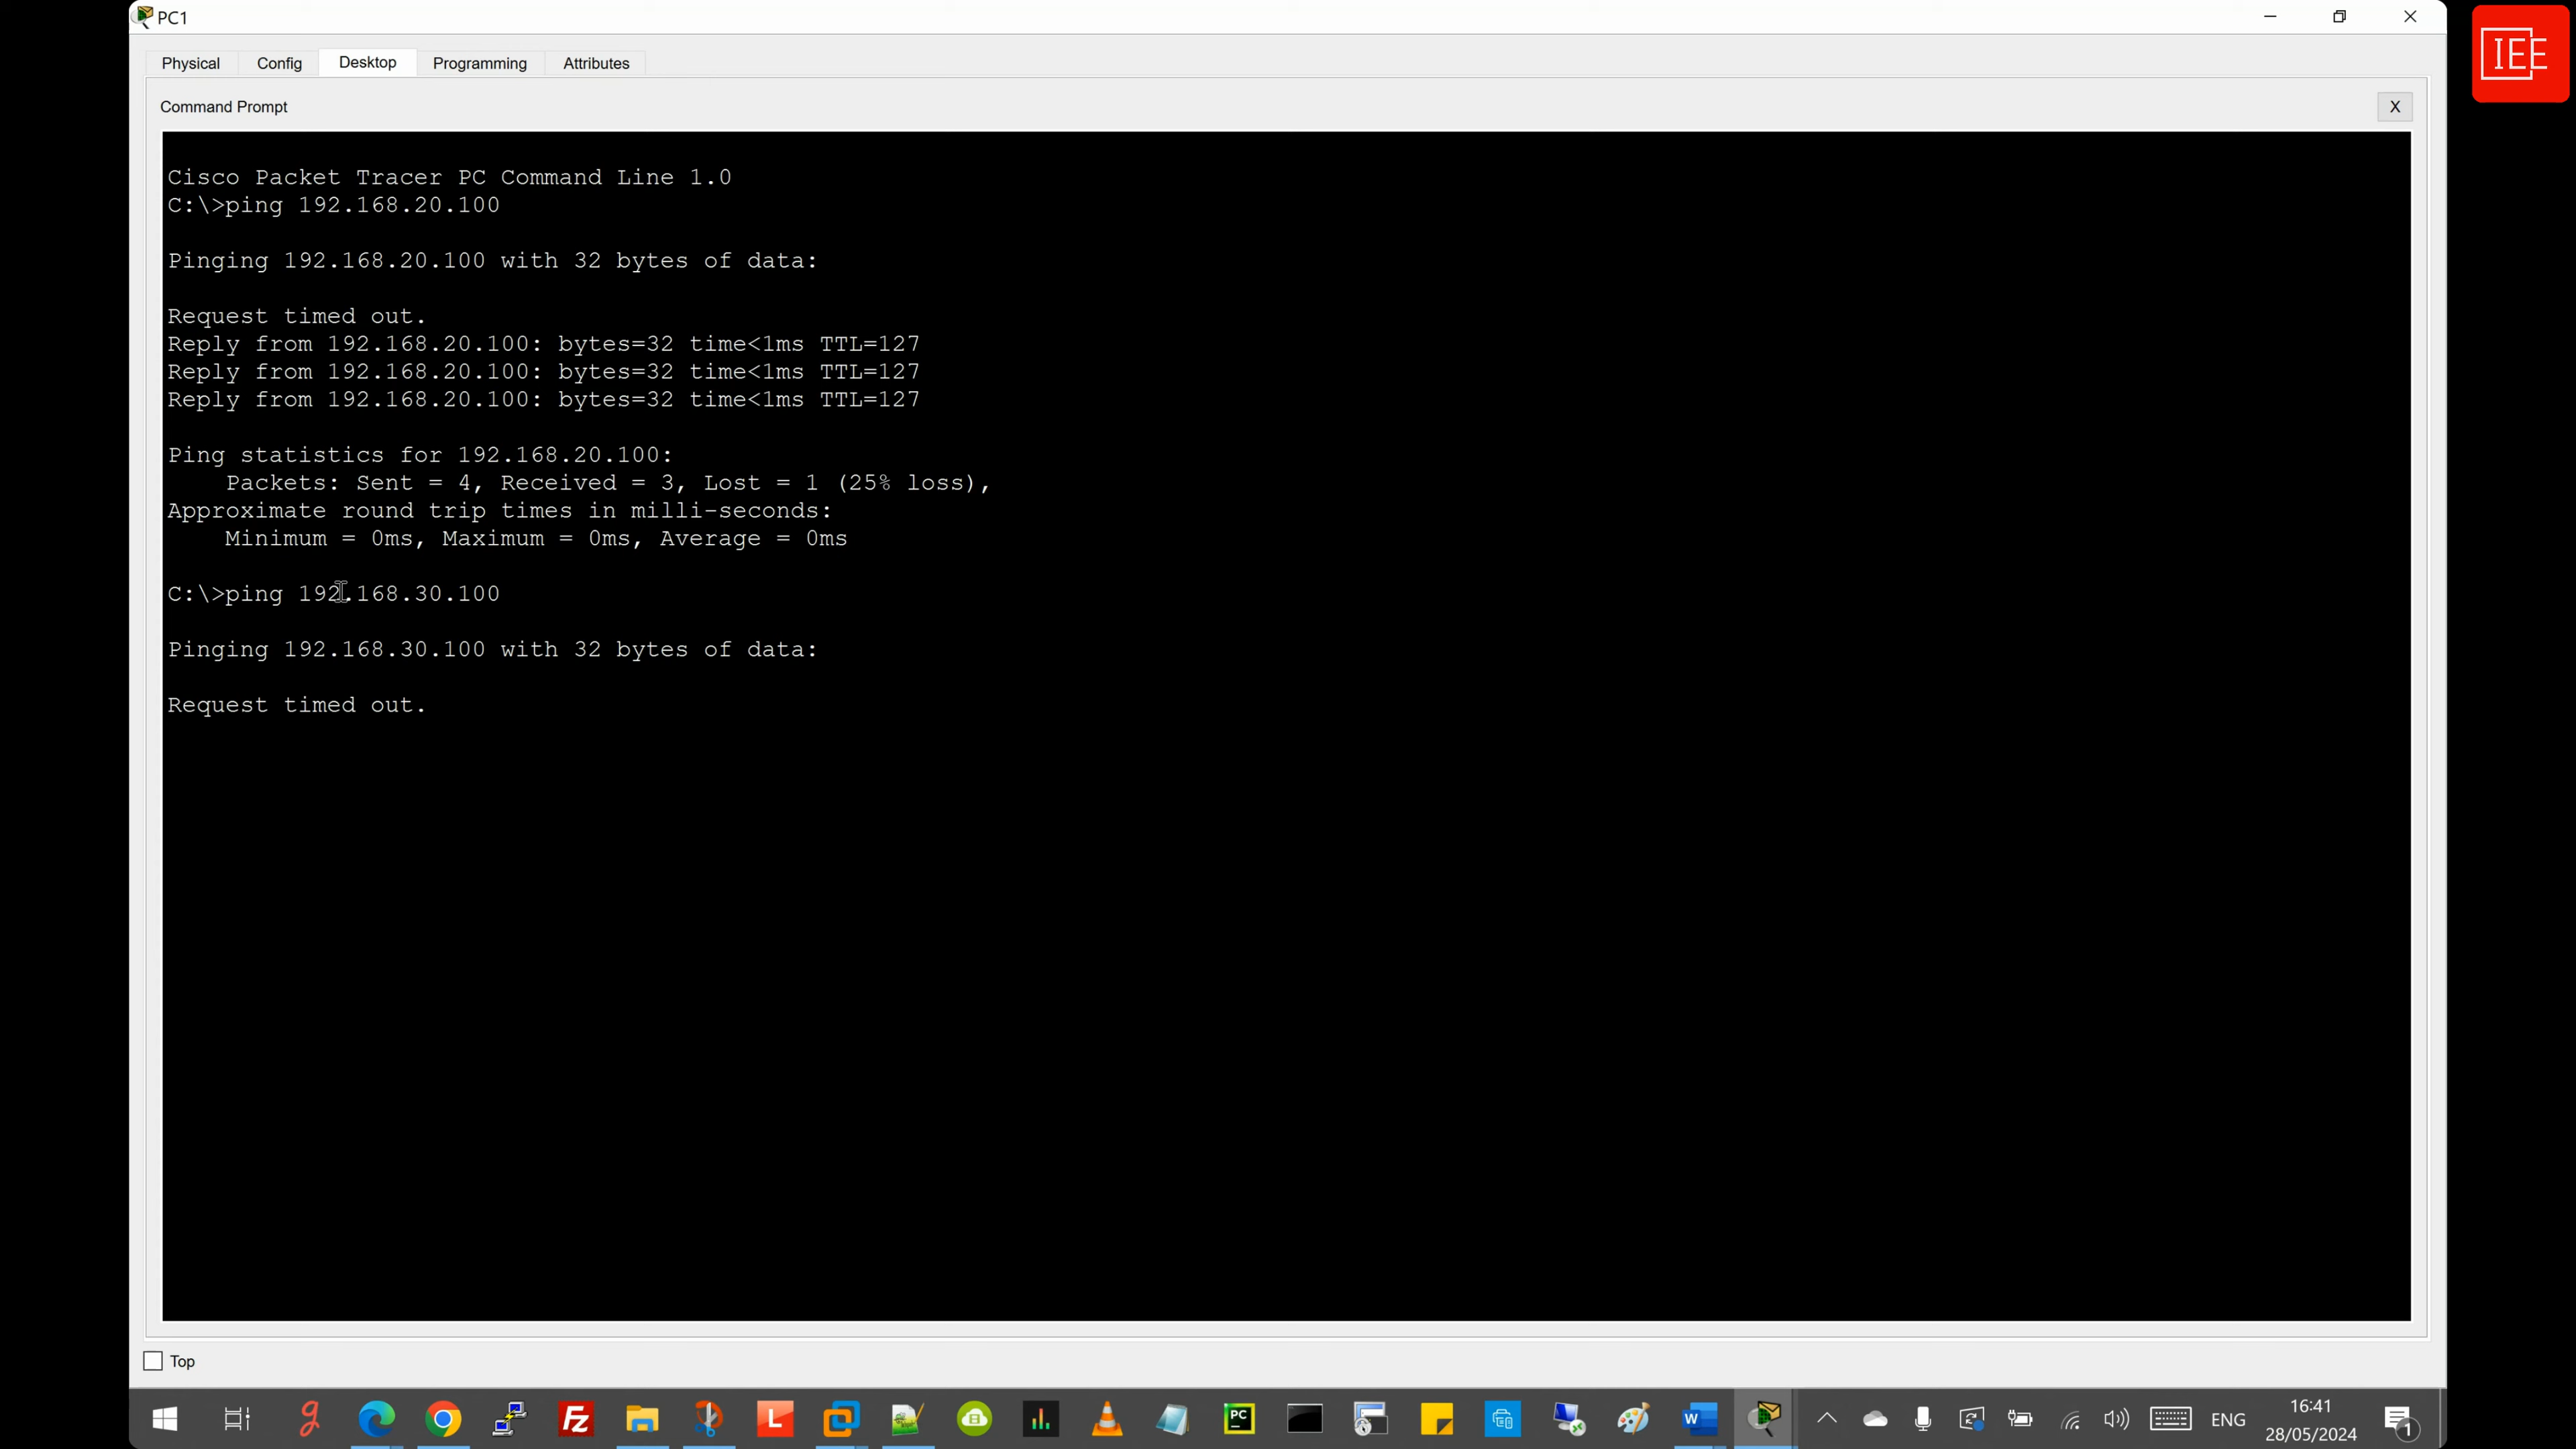 PC1
IEE
Physical Config Desktop Programming Attributes
Command Prompt
X
Cisco Packet Tracer PC Command Line 1.0
C:\>ping 192.168.20.100
Pinging 192.168.20.100 with 32 bytes of data:
Request timed out.
Reply from 192.168.20.100: bytes=32 time<1ms TTL=127
Reply from 192.168.20.100: bytes=32 time<1ms TTL=127
Reply from 192.168.20.100: bytes=32 time<1ms TTL=127
Ping statistics for 192.168.20.100:
Packets: Sent = 4, Received = 3, Lost = 1 (25% loss),
Approximate round trip times in milli-seconds:
Minimum = 0ms, Maximum = 0ms, Average = 0ms
C:\>ping 192.168.30.100
Pinging 192.168.30.100 with 32 bytes of data:
Request timed out.
Top
g FZ L PC W ENG 16:41 1
28/05/2024